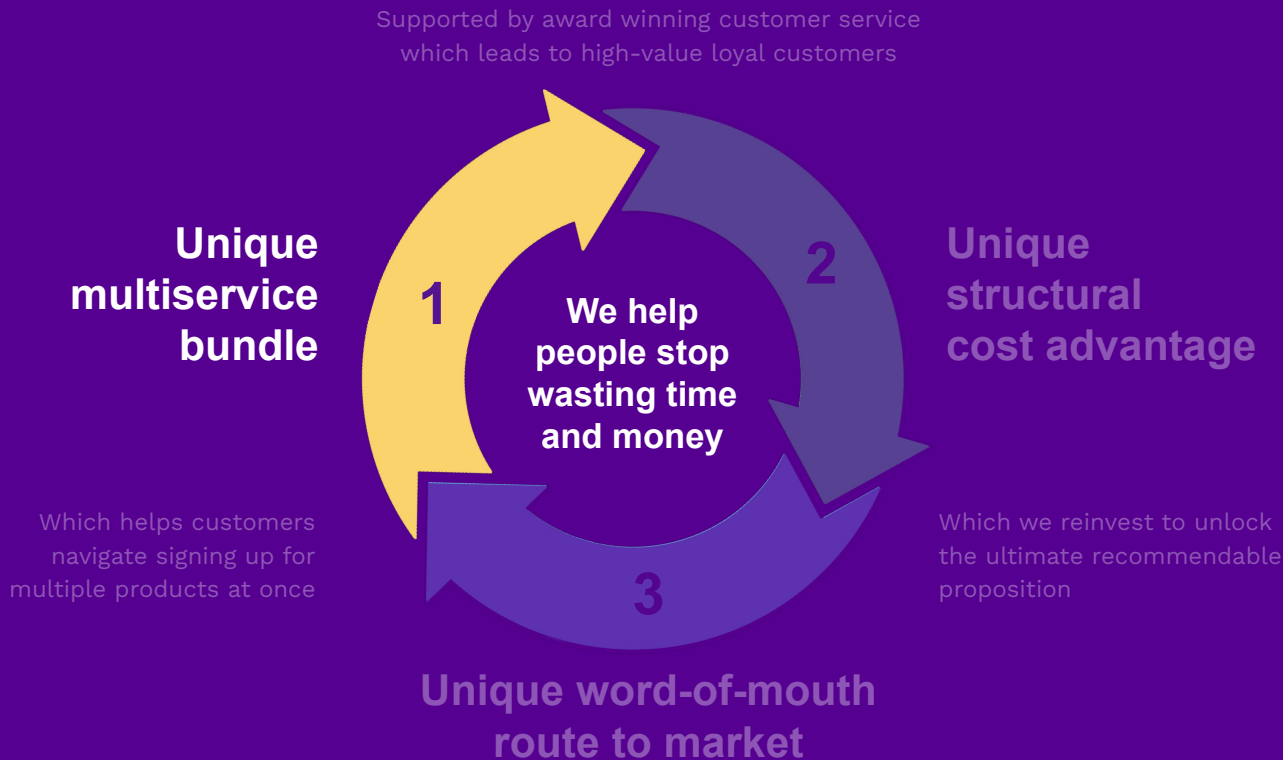 Supported by award winning customer service
which leads to high-value loyal customers
Unique
multiservice
bundle
1
2
Unique
structural
cost advantage
We help
people stop
wasting time
and money
Which helps customers
navigate signing up for
multiple products at once
Which we reinvest to unlock
the ultimate recommendable
proposition
3
Unique word-of-mouth
route to market